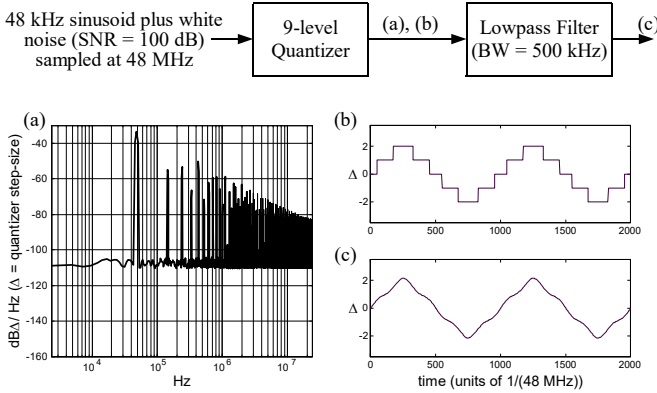 48 kHz sinusoid plus white
noise (SNR = 100 dB)
sampled at 48 MHz
9-level
Quantizer
(a), (b)
Lowpass Filter
(BW = 500 kHz)
(c)
(a)
dBΔ / Hz (Δ = quantizer step-size)
-40
-60
-80
-100
-120
-140
-160
10^4
10^5
10^6
10^7
Hz
(b)
Δ
2
0
-2
0
500
1000
1500
2000
(c)
Δ
2
0
-2
0
500
1000
1500
2000
time (units of 1/(48 MHz))